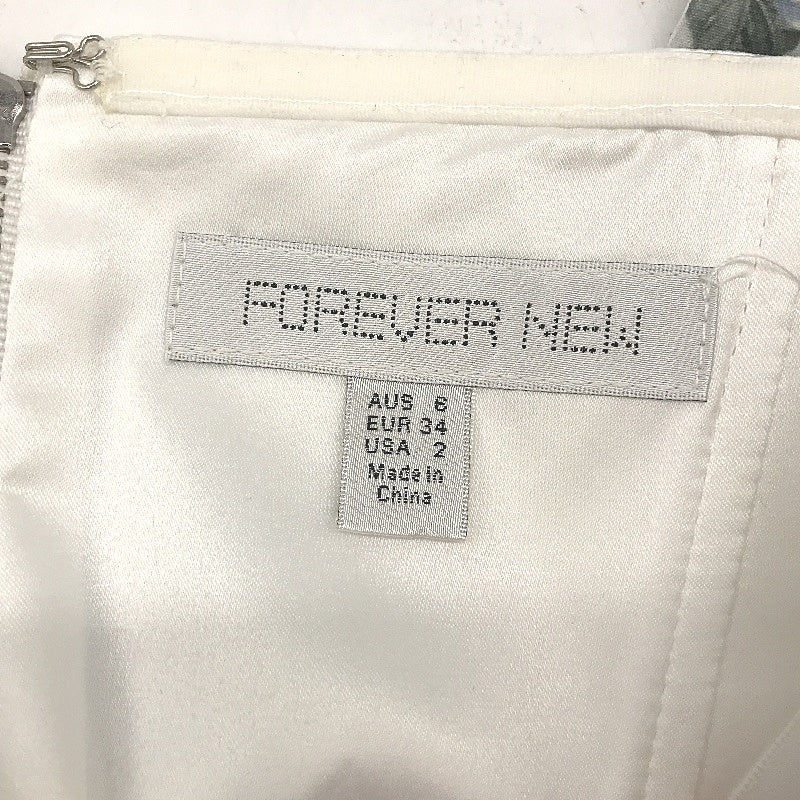 FOREVER NEW
AUS 6
EUR 34
USA 2
Made in
China